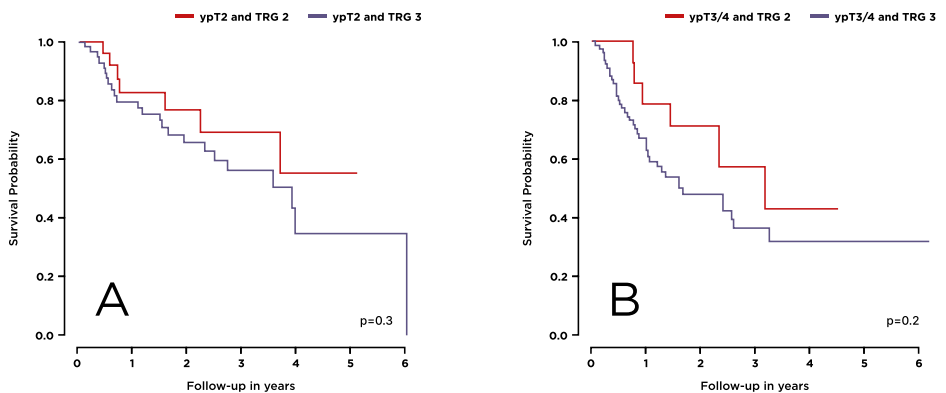 ypT2 and TRG 2 ypT2 and TRG 3
1.0
0.8
0.6
0.4
0.2
0.0
Survival Probability
A
p=0.3
0 1 2 3 4 5 6
Follow-up in years
ypT3/4 and TRG 2 ypT3/4 and TRG 3
1.0
0.8
0.6
0.4
0.2
0.0
Survival Probability
B
p=0.2
0 1 2 3 4 5 6
Follow-up in years